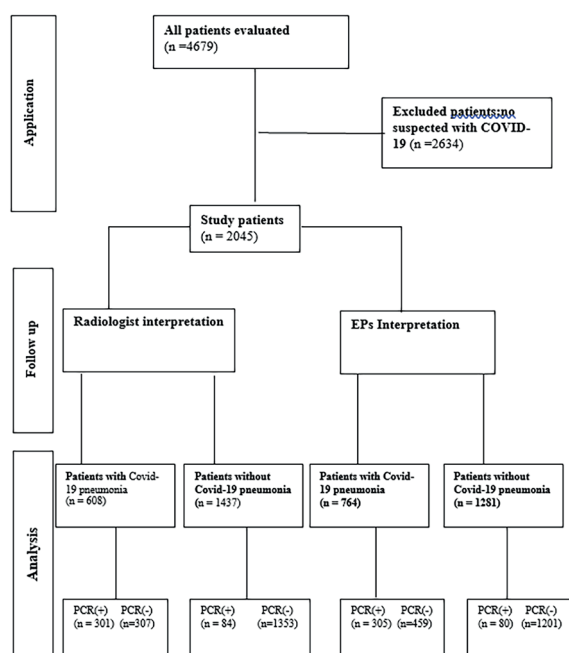 All patients evaluated
(n =4679)
Application
Excluded patients:no
suspected with COVID-
19 (n =2634)
Study patients
(n = 2045)
Follow up
Radiologist interpretation
EPs Interpretation
Analysis
Patients with Covid-
19 pneumonia
(n = 608)
Patients without
Covid-19 pneumonia
(n = 1437)
Patients with Covid-
19 pneumonia
(n = 764)
Patients without
Covid-19 pneumonia
(n = 1281)
PCR(+) PCR(-)
(n = 301) (n=307)
PCR(+) PCR(-)
(n = 84) (n=1353)
PCR(+) PCR(-)
(n = 305) (n=459)
PCR(+) PCR(-)
(n = 80) (n=1201)